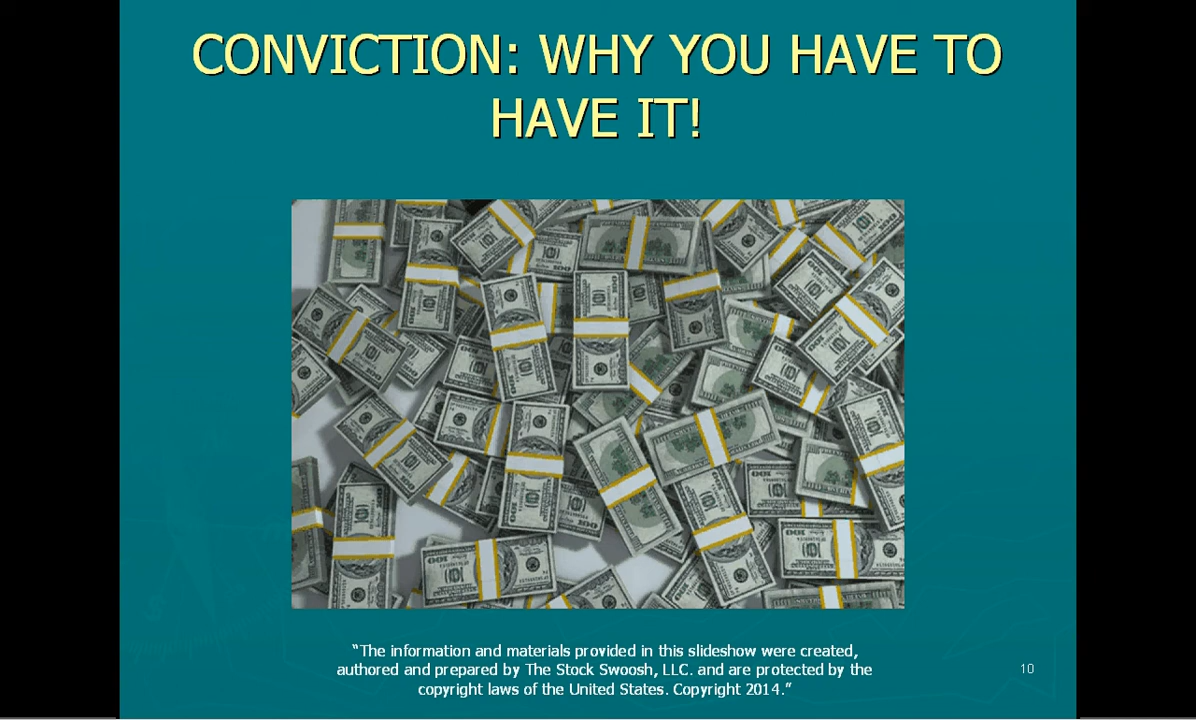 CONVICTION: WHY YOU HAVE TO
HAVE IT!
“The information and materials provided in this slideshow were created,
authored and prepared by The Stock Swoosh, LLC. and are protected by the
copyright laws of the United States. Copyright 2014.”
10